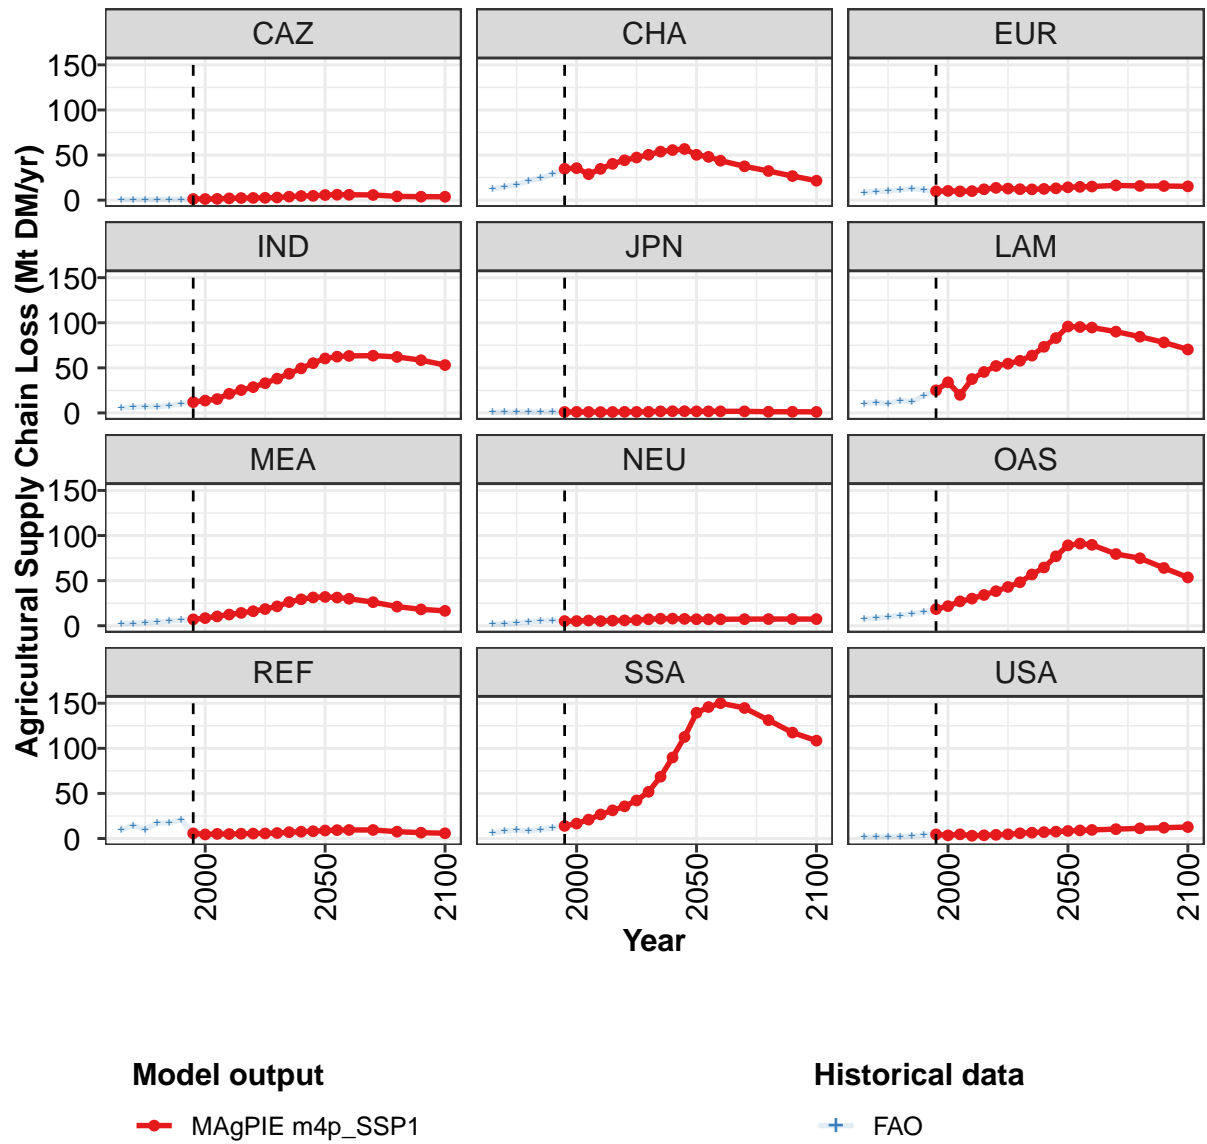 CAZ CHA EUR
150
100
50
0
IND JPN LAM
150
100
50
0
MEA NEU OAS
150
100
50
0
REF SSA USA
150
100
50
0
2000 2050 2100 2000 2050 2100 2000 2050 2100
Year
Agricultural Supply Chain Loss (Mt DM/yr)
Model output Historical data
MAgPIE m4p_SSP1 FAO